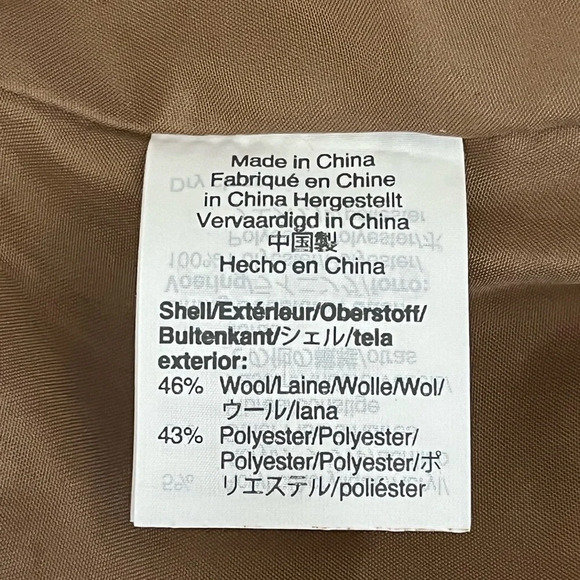 Made in China
Fabriqué en Chine
in China Hergestellt
Vervaardigd in China
中国製
Hecho en China
Shell/Extérieur/Oberstoff/
Buitenkant/シェル/tela
exterior:
46% Wool/Laine/Wolle/Wol/
ウール/lana
43% Polyester/Polyester/
Polyester/Polyester/ポ
リエステル/poliéster